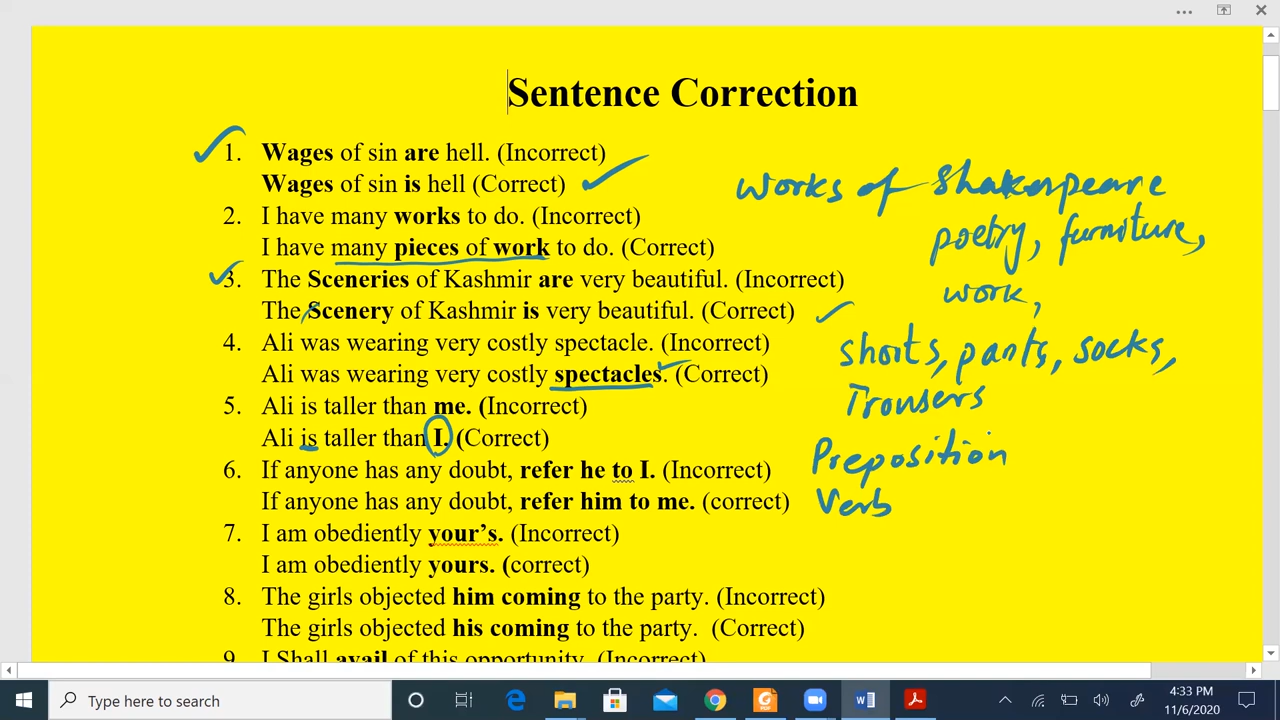 Sentence Correction
1. Wages of sin are hell. (Incorrect)
Wages of sin is hell (Correct)
works of Shakespeare
2. I have many works to do. (Incorrect)
poetry, furniture,
I have many pieces of work to do. (Correct)
3. The Sceneries of Kashmir are very beautiful. (Incorrect)
work,
The Scenery of Kashmir is very beautiful. (Correct)
4. Ali was wearing very costly spectacle. (Incorrect)
shorts, pants, socks,
Ali was wearing very costly spectacles. (Correct)
5. Ali is taller than me. (Incorrect)
Trousers
Ali is taller than I. (Correct)
Preposition
6. If anyone has any doubt, refer he to I. (Incorrect)
If anyone has any doubt, refer him to me. (correct)
Verb
7. I am obediently your’s. (Incorrect)
I am obediently yours. (correct)
8. The girls objected him coming to the party. (Incorrect)
The girls objected his coming to the party. (Correct)
9. I Shall avail of this opportunity. (Incorrect)
Type here to search
4:33 PM
11/6/2020